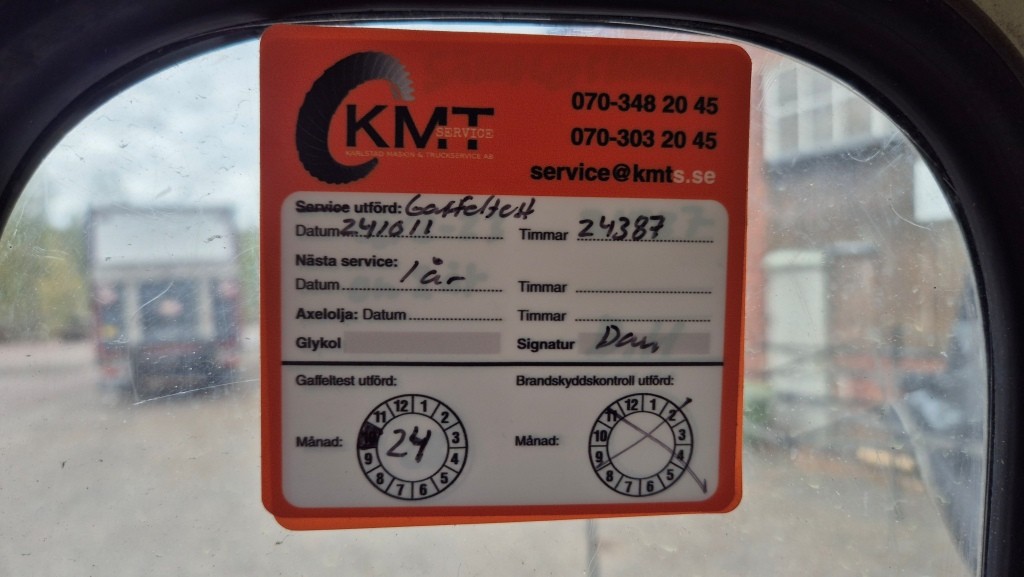 KMT
SERVICE
KARLSTAD MASKIN & TRUCKSERVICE AB
070-348 20 45
070-303 20 45
service@kmts.se
Service utförd: Gaffeltest
Datum 241011 Timmar 24387
Nästa service:
Datum 1 år Timmar
Axelolja: Datum Timmar
Glykol Signatur Dan
Gaffeltest utförd: Brandskyddskontroll utförd:
Månad: 12 1 2 3 4 5 6 7 8 9 10 11 24
Månad: 12 1 2 3 4 5 6 7 8 9 10 11